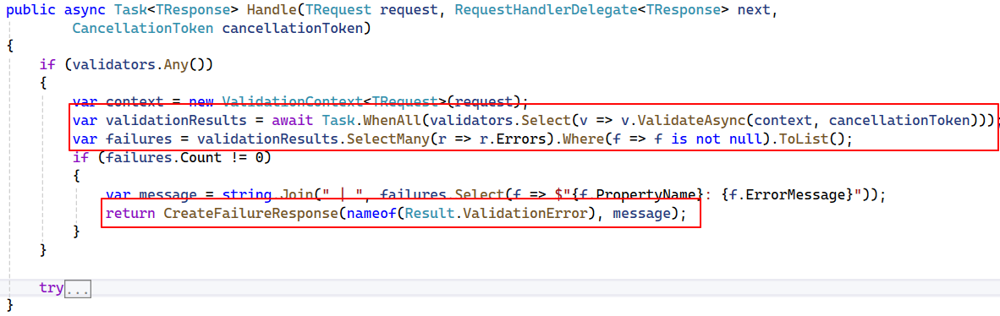 public async Task<TResponse> Handle(TRequest request, RequestHandlerDelegate<TResponse> next,
CancellationToken cancellationToken)
{
if (validators.Any())
{
var context = new ValidationContext<TRequest>(request);
var validationResults = await Task.WhenAll(validators.Select(v => v.ValidateAsync(context, cancellationToken)));
var failures = validationResults.SelectMany(r => r.Errors).Where(f => f is not null).ToList();
if (failures.Count != 0)
{
var message = string.Join(" | ", failures.Select(f => $"{f.PropertyName}: {f.ErrorMessage}"));
return CreateFailureResponse(nameof(Result.ValidationError), message);
}
}
try...
}